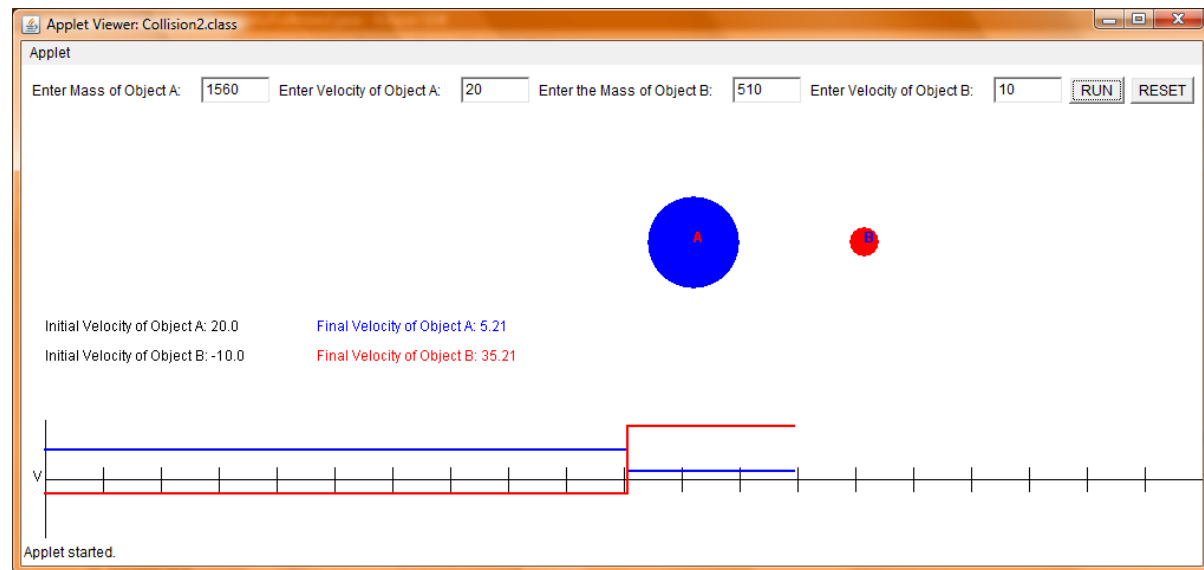 Applet Viewer: Collision2.class
Applet
Enter Mass of Object A: 1560 Enter Velocity of Object A: 20 Enter the Mass of Object B: 510 Enter Velocity of Object B: 10 RUN RESET
A B
Initial Velocity of Object A: 20.0 Final Velocity of Object A: 5.21
Initial Velocity of Object B: -10.0 Final Velocity of Object B: 35.21
V
Applet started.